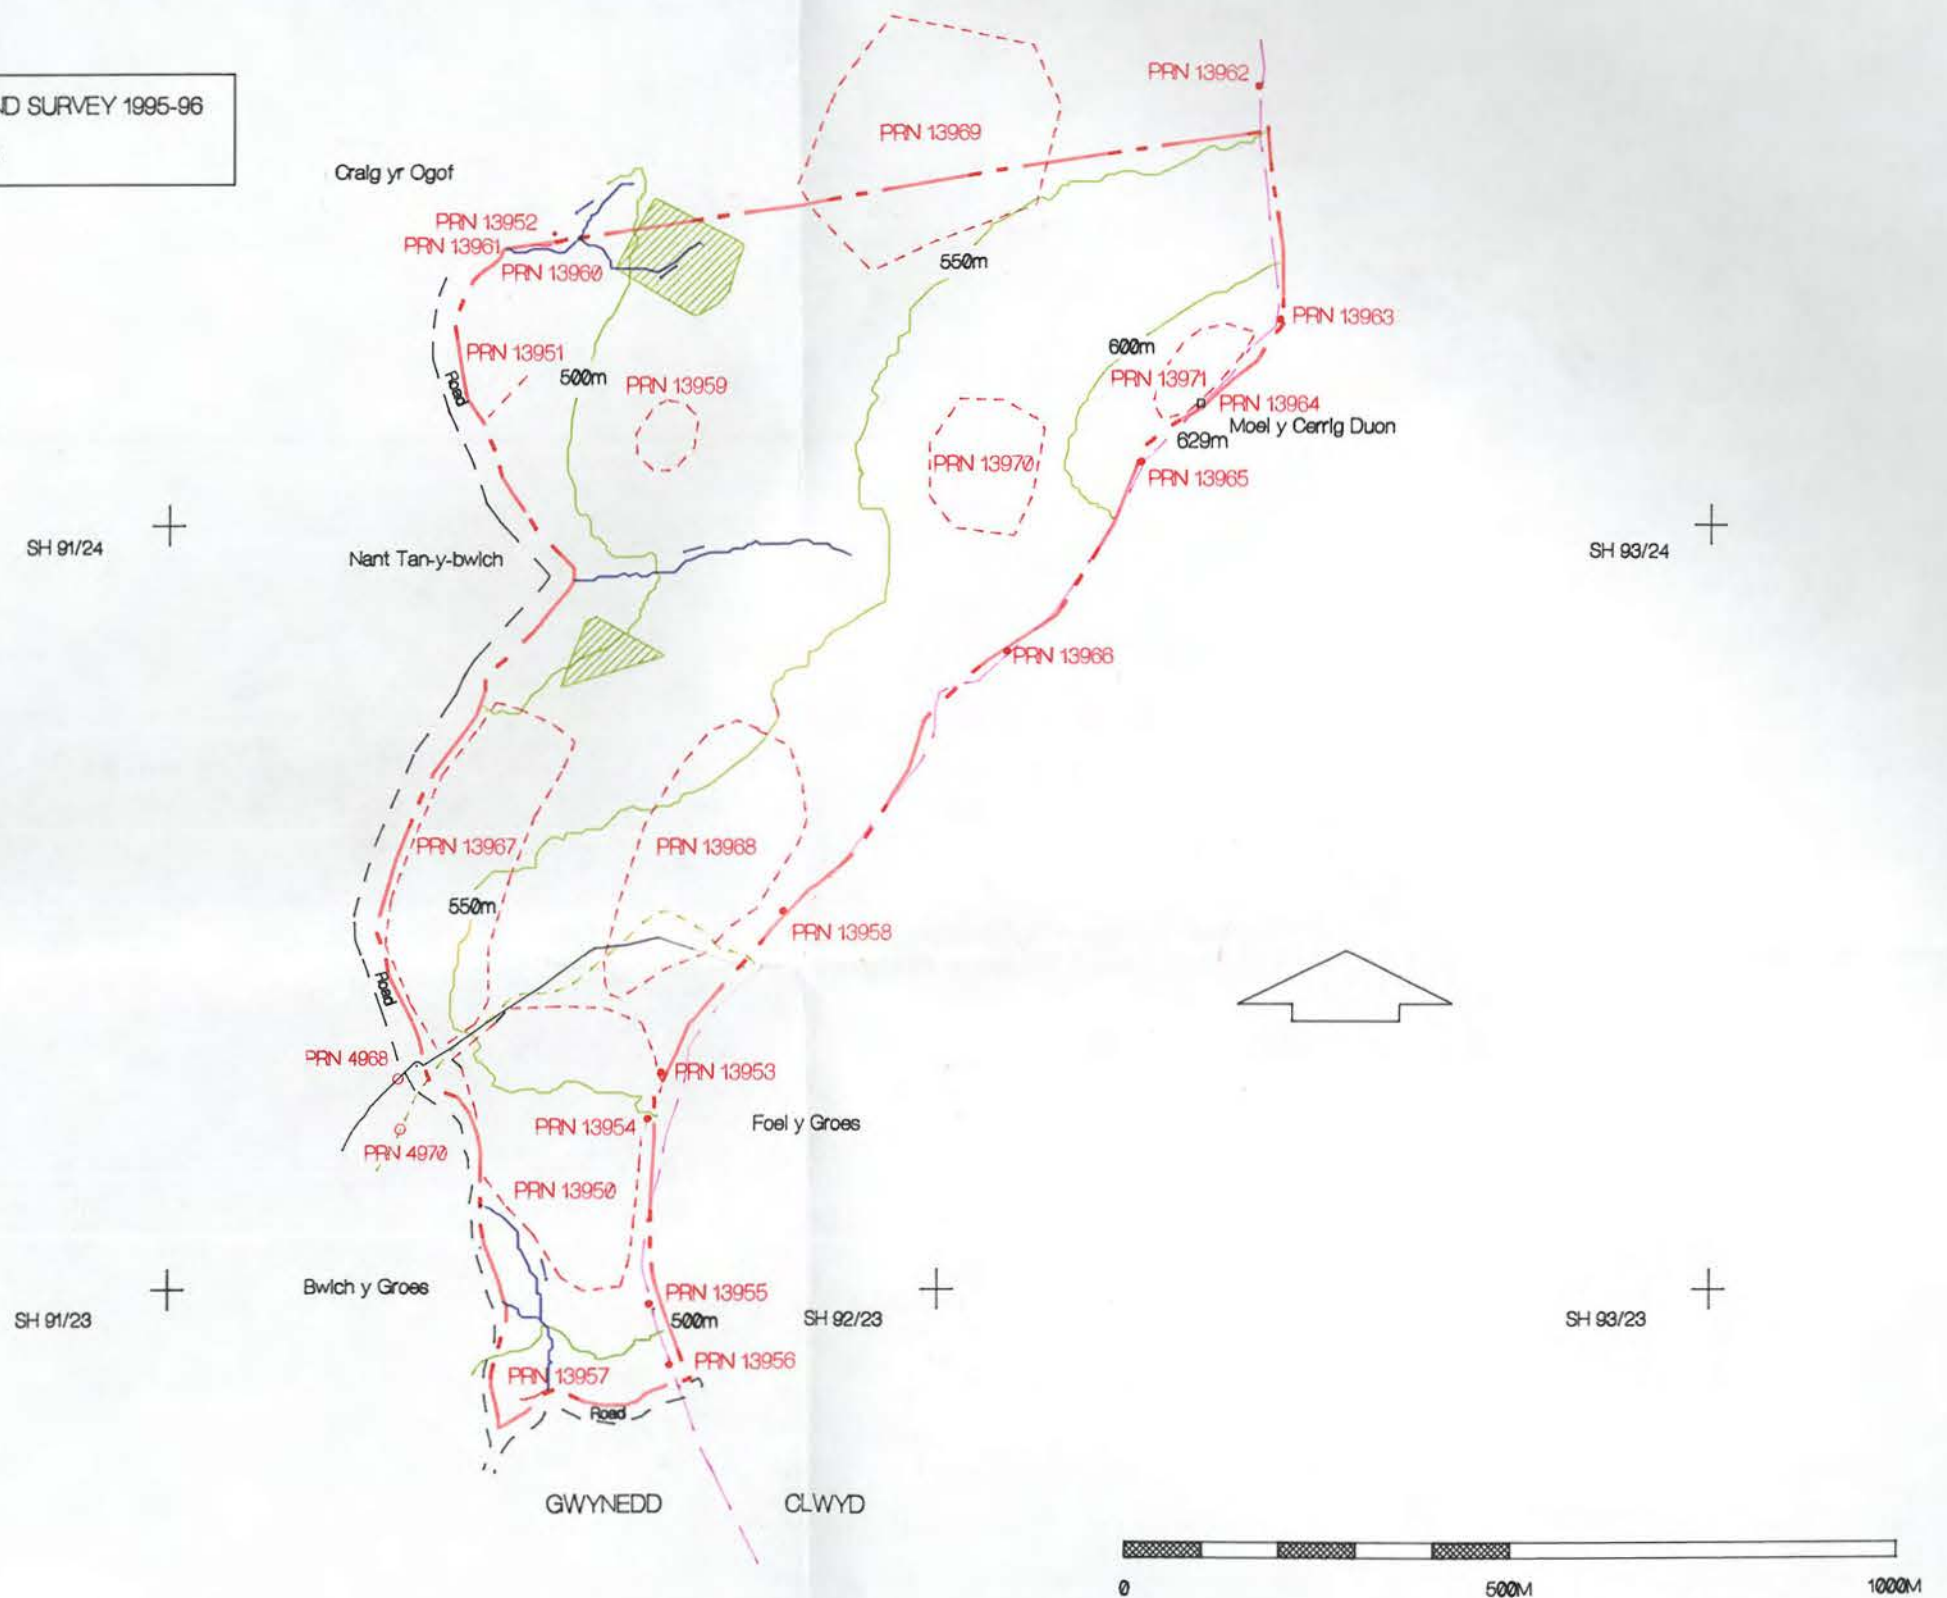 SURVEY 1995-96
PRN 13962
PRN 13969
Craig yr Ogof
PRN 13952
PRN 13961
PRN 13960
550m
PRN 13963
600m
PRN 13951
Road
500m
PRN 13959
PRN 13971
PRN 13964
Moel y Cerrig Duon
629m
PRN 13970
PRN 13965
SH 91/24
Nant Tan-y-bwlch
SH 93/24
PRN 13966
PRN 13967
PRN 13968
550m
PRN 13958
Road
PRN 4968
PRN 13953
PRN 13954
Foel y Groes
PRN 4970
PRN 13950
Bwlch y Groes
PRN 13955
SH 91/23
500m
SH 92/23
SH 93/23
PRN 13956
PRN 13957
Road
GWYNEDD
CLWYD
0
500M
1000M